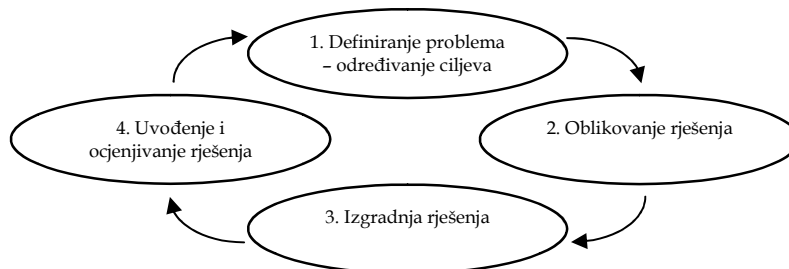 1. Definiranje problema
– određivanje ciljeva
2. Oblikovanje rješenja
3. Izgradnja rješenja
4. Uvođenje i
ocjenjivanje rješenja